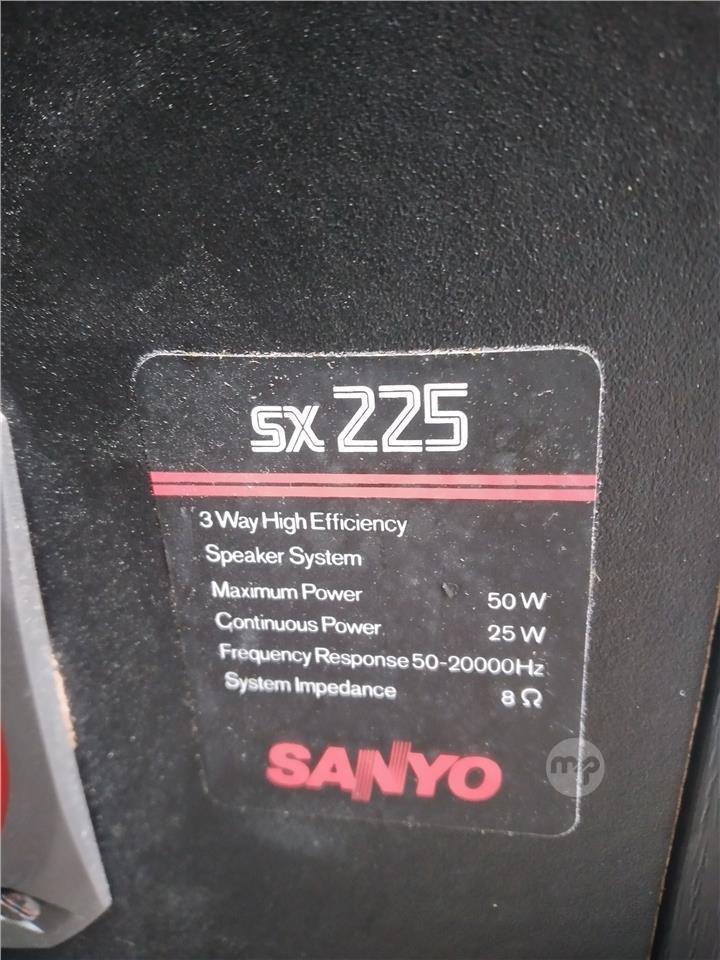 SX 225
3 Way High Efficiency
Speaker System
Maximum Power 50 W
Continuous Power 25 W
Frequency Response 50-20000Hz
System Impedance 8 Ω
SANYO
mp